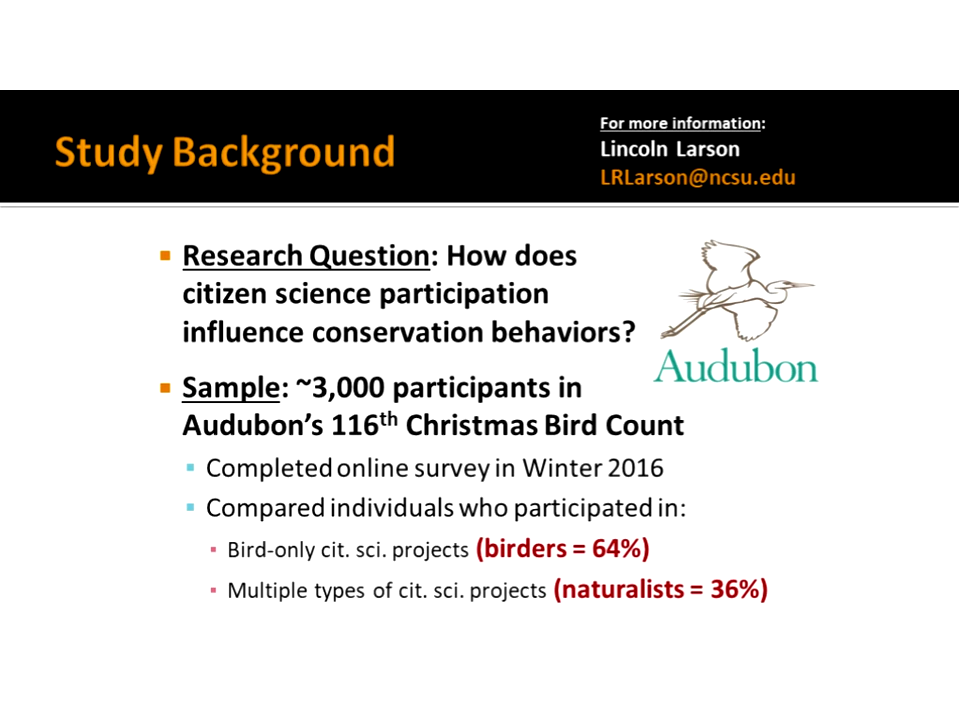 Study Background
For more information:
Lincoln Larson
LRLarson@ncsu.edu
Research Question: How does
citizen science participation
influence conservation behaviors?
Audubon
Sample: ~3,000 participants in
Audubon’s 116th Christmas Bird Count
Completed online survey in Winter 2016
Compared individuals who participated in:
Bird-only cit. sci. projects (birders = 64%)
Multiple types of cit. sci. projects (naturalists = 36%)